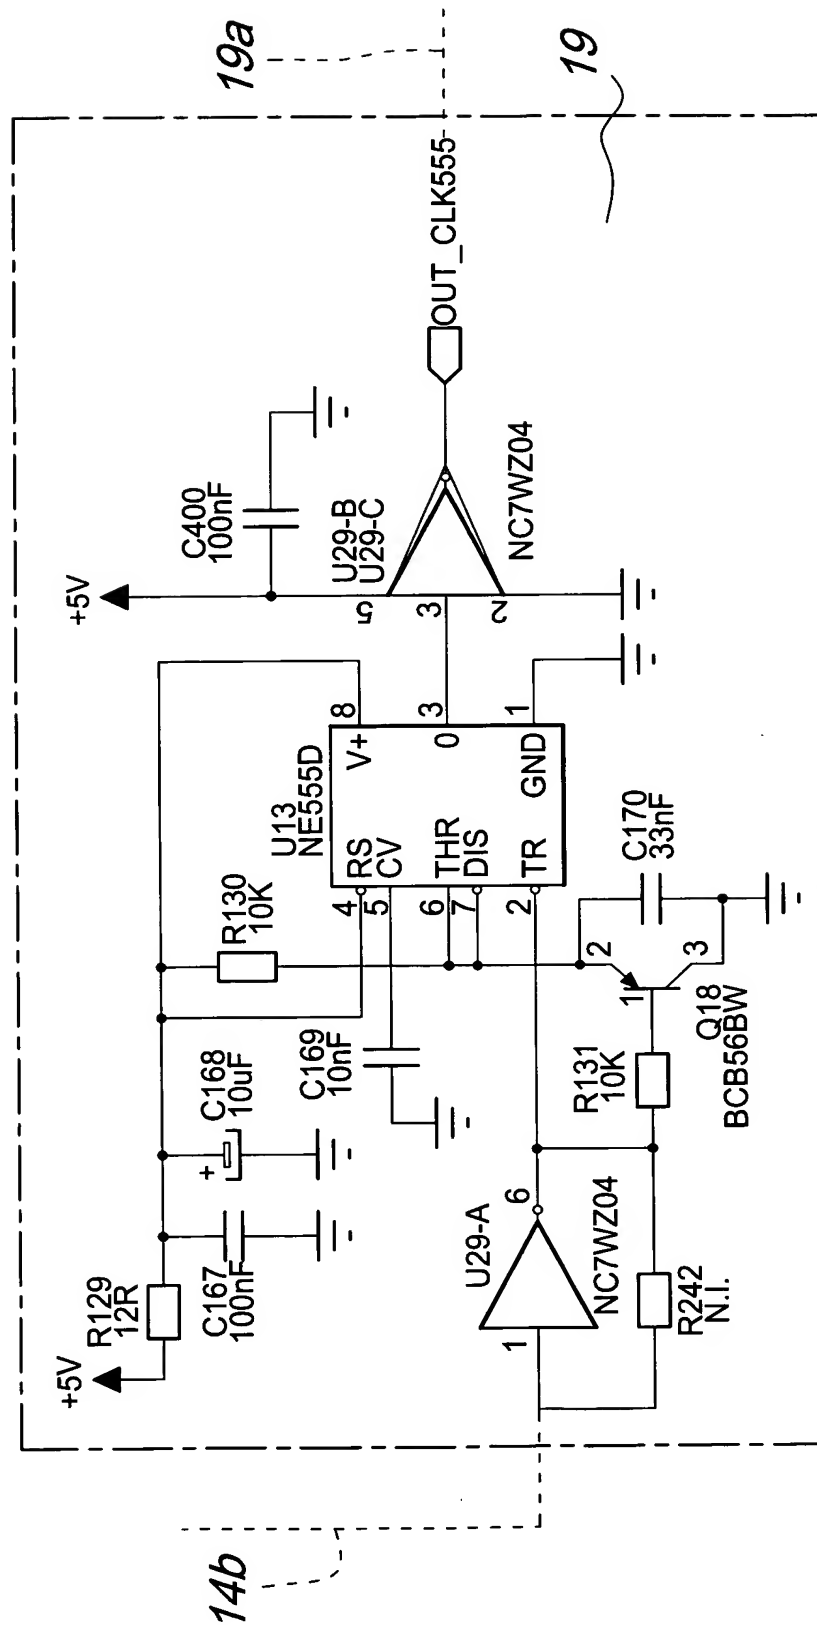 14b
19a
19
+5V
R129
12R
C167
100nF
C168
10uF
+
R130
10K
C169
10nF
U13
NE555D
4
RS
5
CV
6
THR
7
DIS
2
TR
V+
8
0
3
GND
1
+5V
C400
100nF
U29-B
U29-C
5
3
2
NC7WZ04
OUT_CLK555
U29-A
1
6
NC7WZ04
R242
N.I.
R131
10K
1
2
3
Q18
BCB56BW
C170
33nF